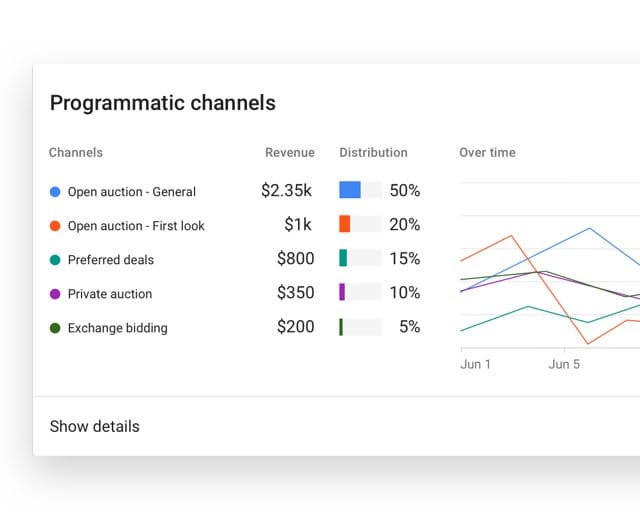 Programmatic channels
Channels Revenue Distribution Over time
Open auction - General $2.35k 50%
Open auction - First look $1k 20%
Preferred deals $800 15%
Private auction $350 10%
Exchange bidding $200 5%
Jun 1 Jun 5
Show details